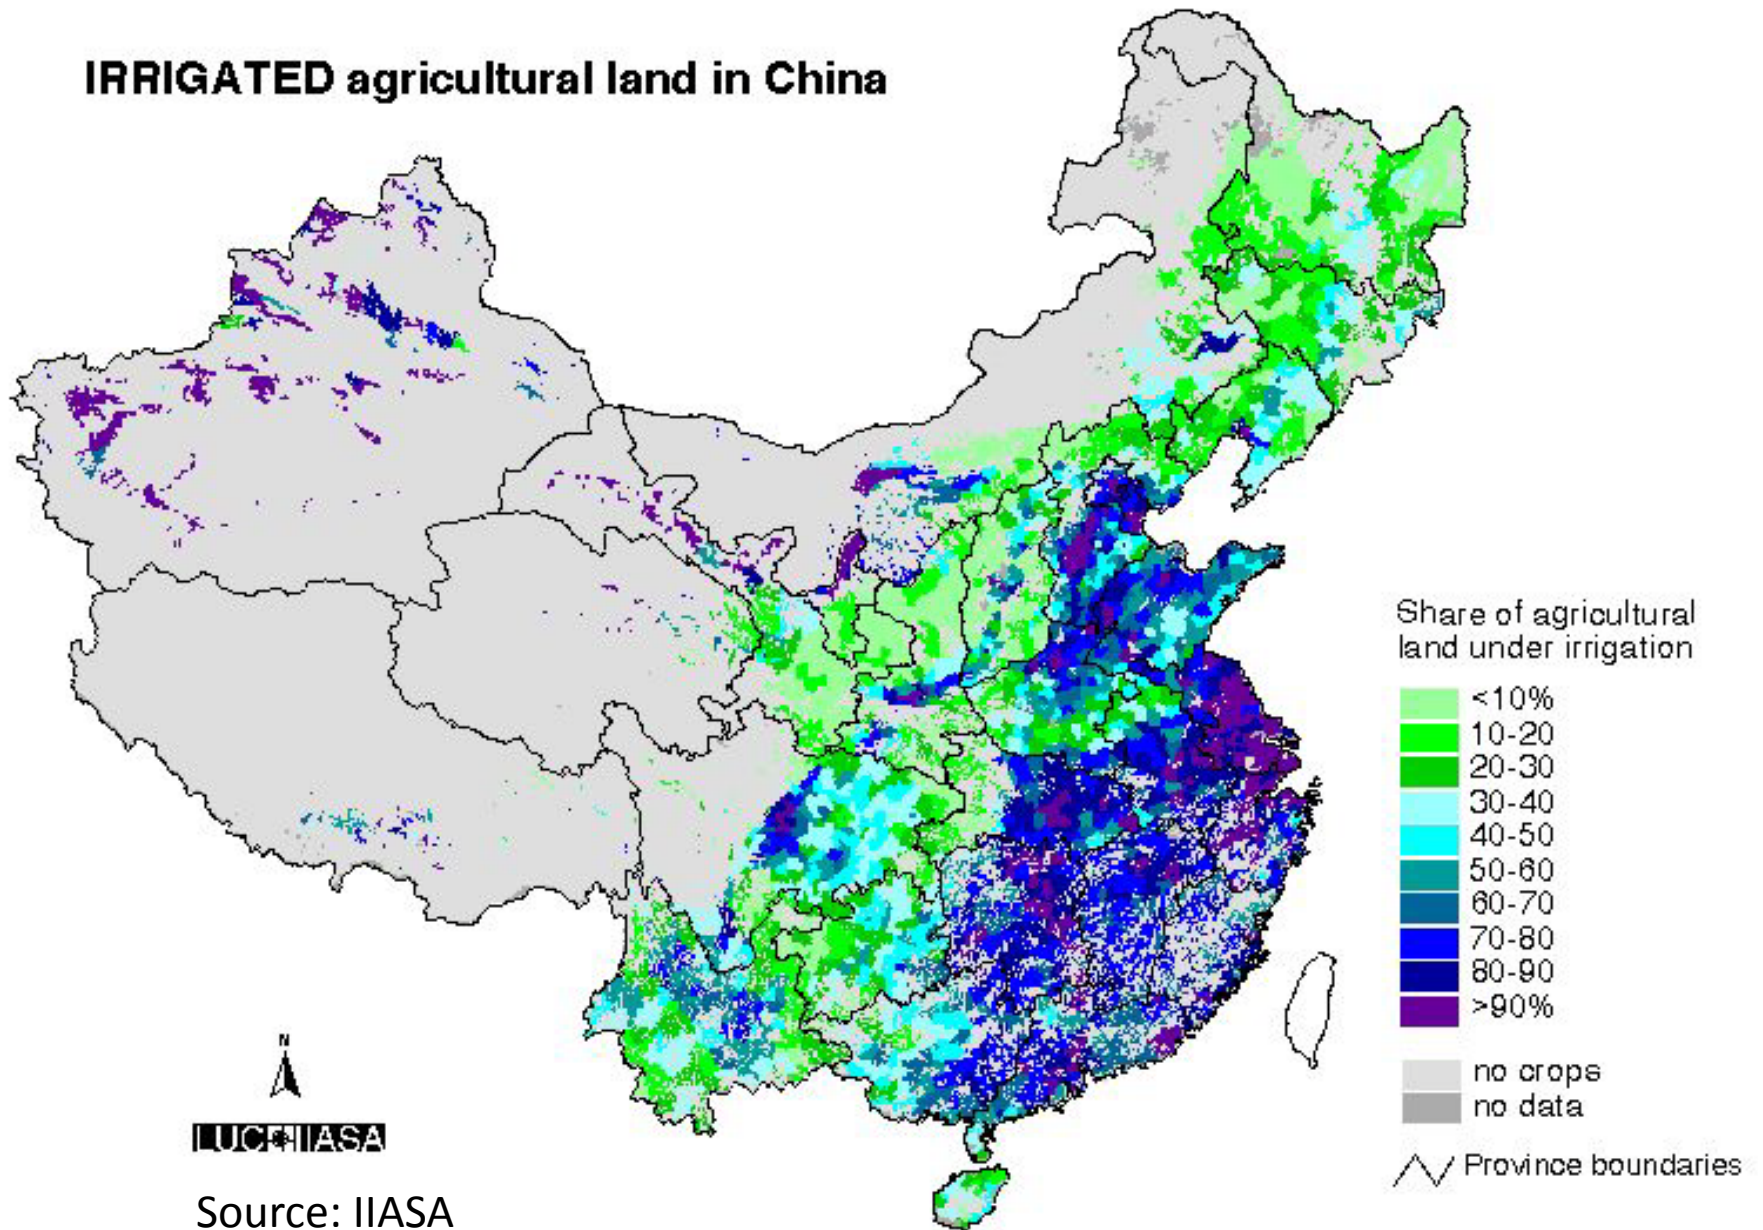 IRRIGATED agricultural land in China
Share of agricultural
land under irrigation
<10%
10-20
20-30
30-40
40-50
50-60
60-70
70-80
80-90
>90%
no crops
no data
Province boundaries
N
LUC IIASA
Source: IIASA